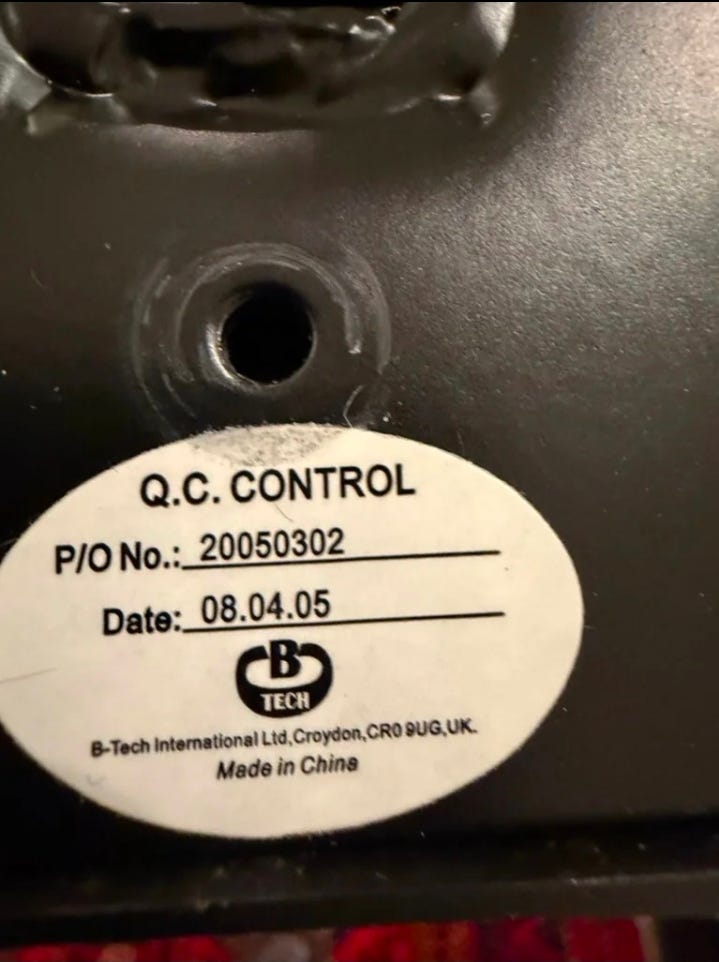 Q.C. CONTROL
P/O No.: 20050302
Date: 08.04.05
B
TECH
B-Tech International Ltd,Croydon,CR0 9UG,UK.
Made in China